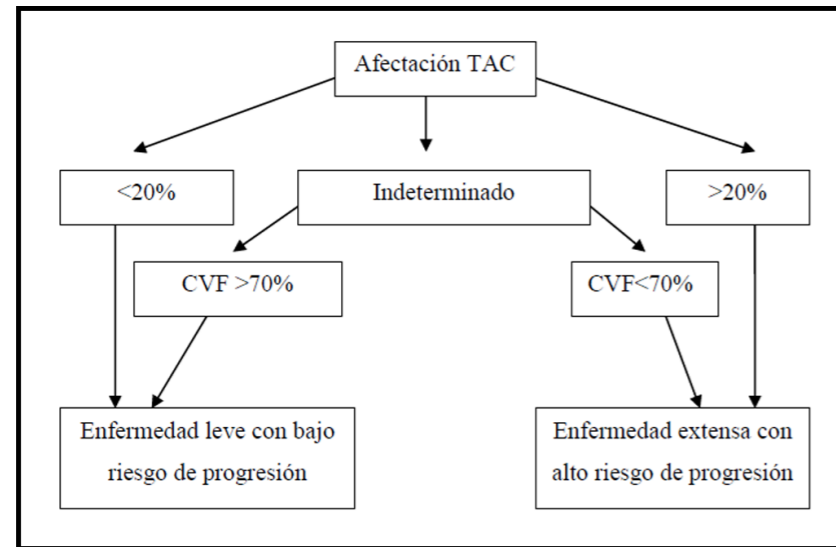 Afectación TAC
<20%
Indeterminado
>20%
CVF >70%
CVF<70%
Enfermedad leve con bajo
riesgo de progresión
Enfermedad extensa con
alto riesgo de progresión